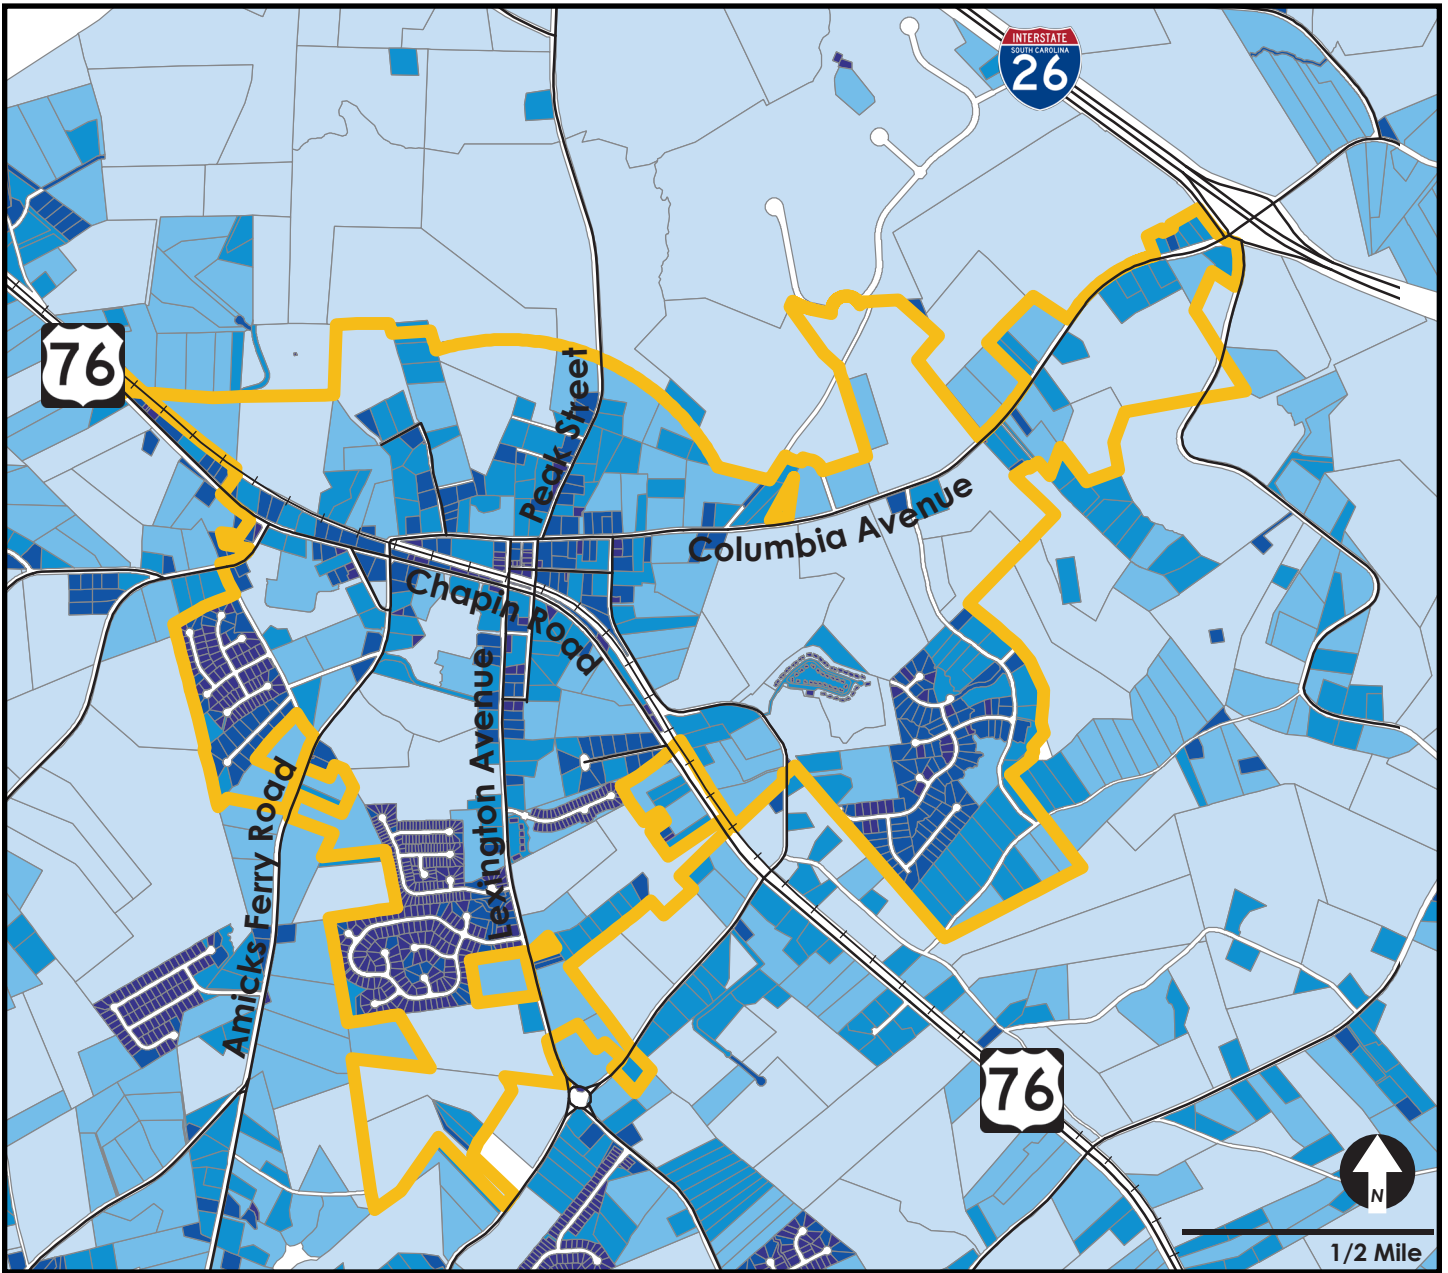 INTERSTATE
SOUTH CAROLINA
26
76
Peak Street
Columbia Avenue
Chapin Road
Lexington Avenue
Amicks Ferry Road
76
N
1/2 Mile